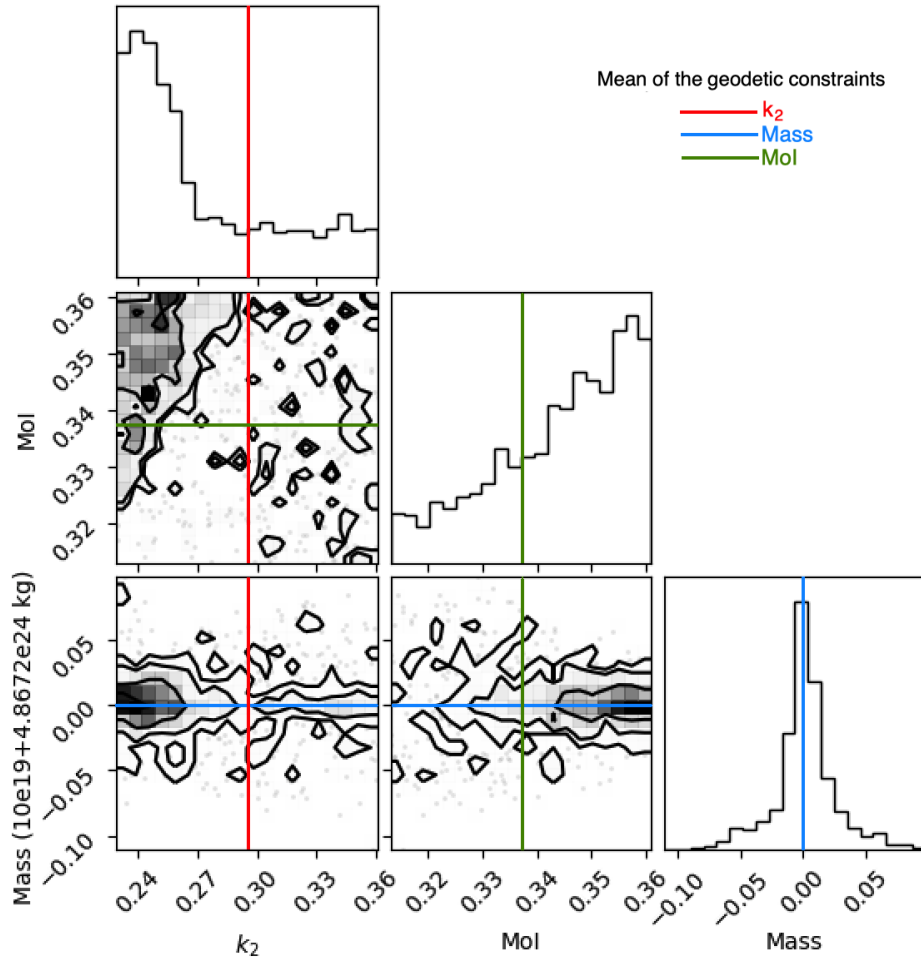 Mean of the geodetic constraints
k2
Mass
MoI
MoI
0.36
0.35
0.34
0.33
0.32
Mass (10e19+4.8672e24 kg)
0.05
0.00
−0.05
−0.10
0.24 0.27 0.30 0.33 0.36
0.32 0.33 0.34 0.35 0.36
−0.10 −0.05 0.00 0.05
k2 MoI Mass